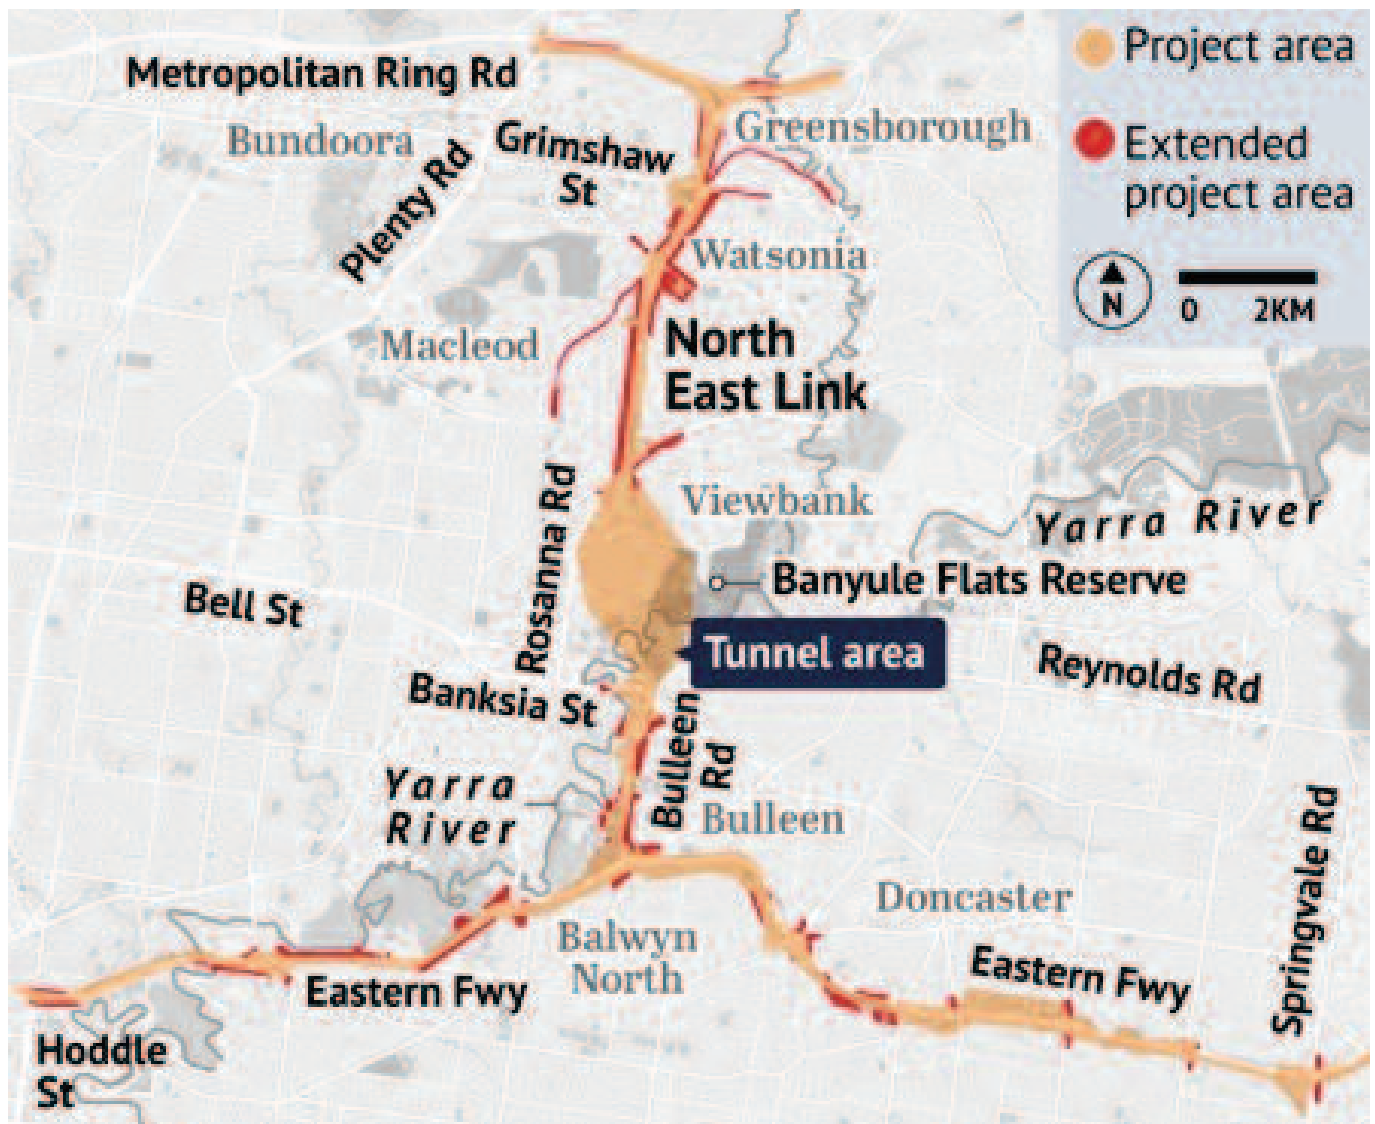 Metropolitan Ring Rd
Project area
Extended
project area
N
0 2KM
Bundoora
Plenty Rd
Grimshaw
St
Greensborough
Watsonia
Macleod
North
East Link
Rosanna Rd
Viewbank
Yarra River
Banyule Flats Reserve
Bell St
Tunnel area
Reynolds Rd
Banksia St
Bulleen
Rd
Yarra
River
Bulleen
Springvale Rd
Doncaster
Balwyn
North
Eastern Fwy
Eastern Fwy
Hoddle
St